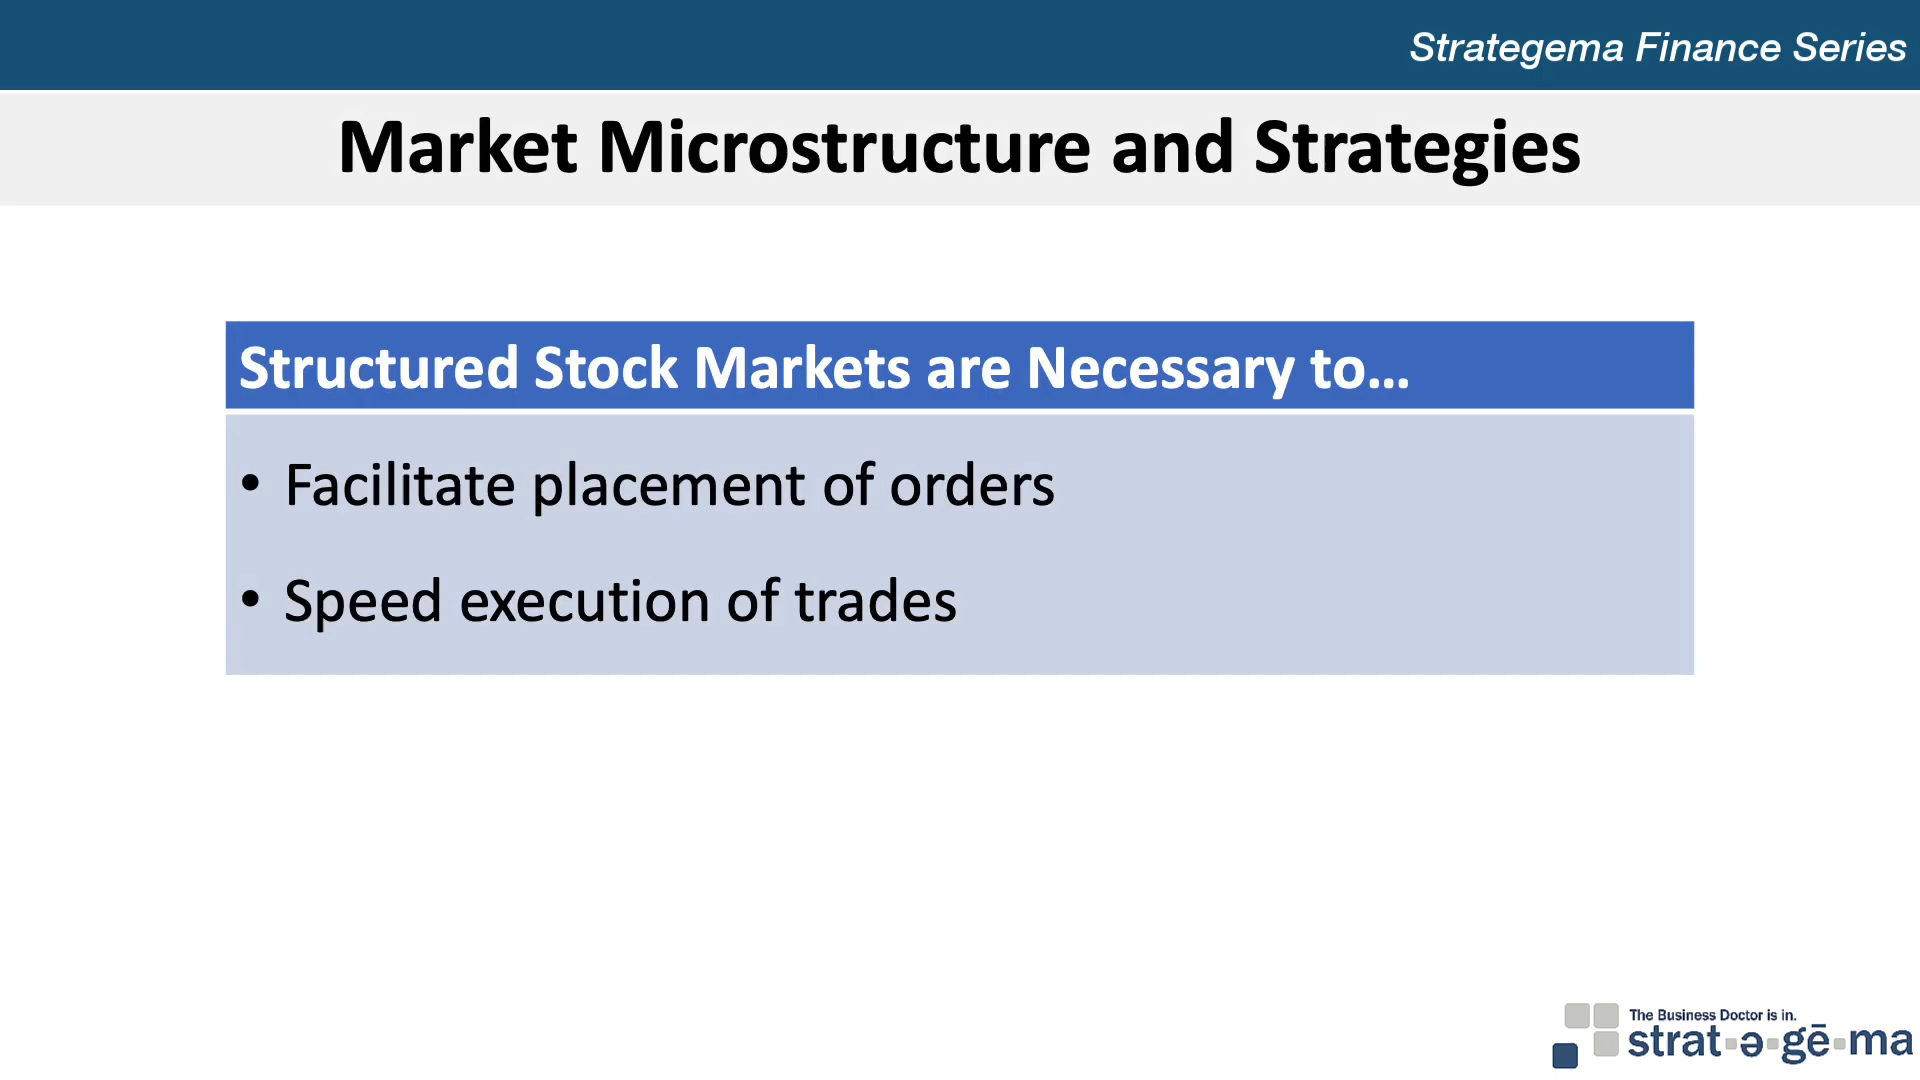 Strategema Finance Series
Market Microstructure and Strategies
Structured Stock Markets are Necessary to...
• Facilitate placement of orders
• Speed execution of trades
The Business Doctor is in.
strat▪ə▪gē▪ma